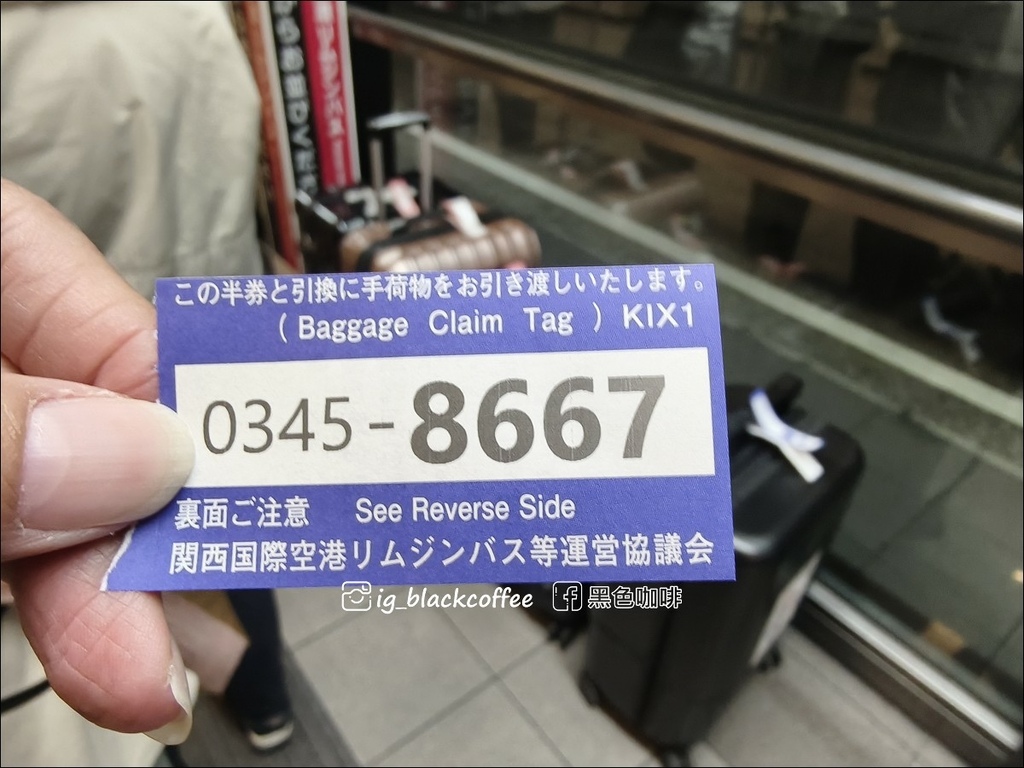 この半券と引換に手荷物をお引き渡しいたします。
( Baggage Claim Tag ) KIX1
0345-8667
裏面ご注意 See Reverse Side
関西国際空港リムジンバス等運営協議会
ig_blackcoffee 黑色咖啡